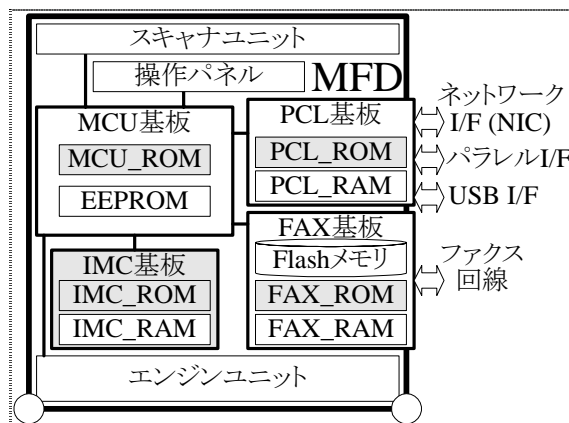 スキャナユニット
操作パネル
MFD
MCU基板
MCU_ROM
EEPROM
PCL基板
PCL_ROM
PCL_RAM
ネットワーク
I/F (NIC)
パラレルI/F
USB I/F
IMC基板
IMC_ROM
IMC_RAM
FAX基板
Flashメモリ
FAX_ROM
FAX_RAM
ファクス
回線
エンジンユニット